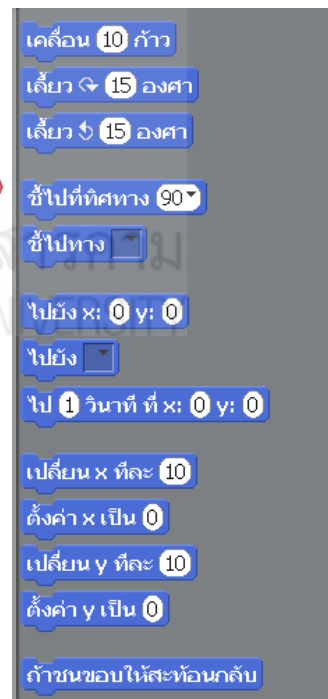 เคลื่อน 10 ก้าว
เลี้ยว 15 องศา
เลี้ยว 15 องศา
ชี้ไปที่ทิศทาง 90
ชี้ไปทาง
ไปยัง x: 0 y: 0
ไปยัง
ไป 1 วินาที ที่ x: 0 y: 0
เปลี่ยน x ทีละ 10
ตั้งค่า x เป็น 0
เปลี่ยน y ทีละ 10
ตั้งค่า y เป็น 0
ถ้าชนขอบให้สะท้อนกลับ